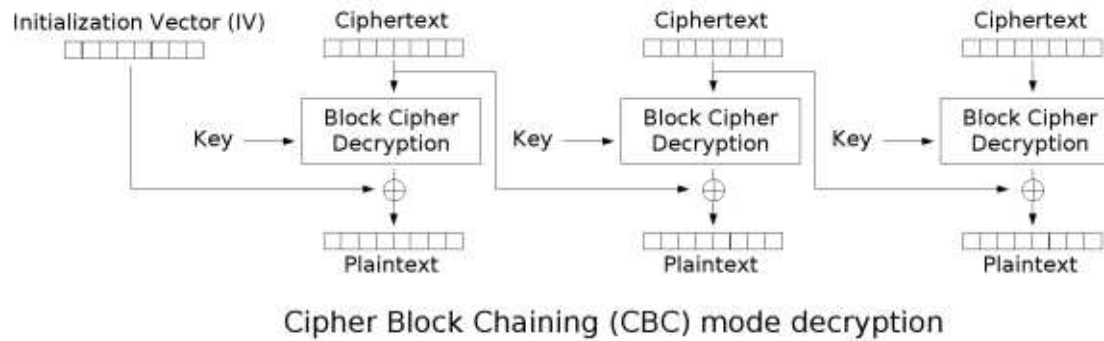 Initialization Vector (IV)
Ciphertext
Ciphertext
Ciphertext
Key
Block Cipher
Decryption
Key
Block Cipher
Decryption
Key
Block Cipher
Decryption
Plaintext
Plaintext
Plaintext
Cipher Block Chaining (CBC) mode decryption